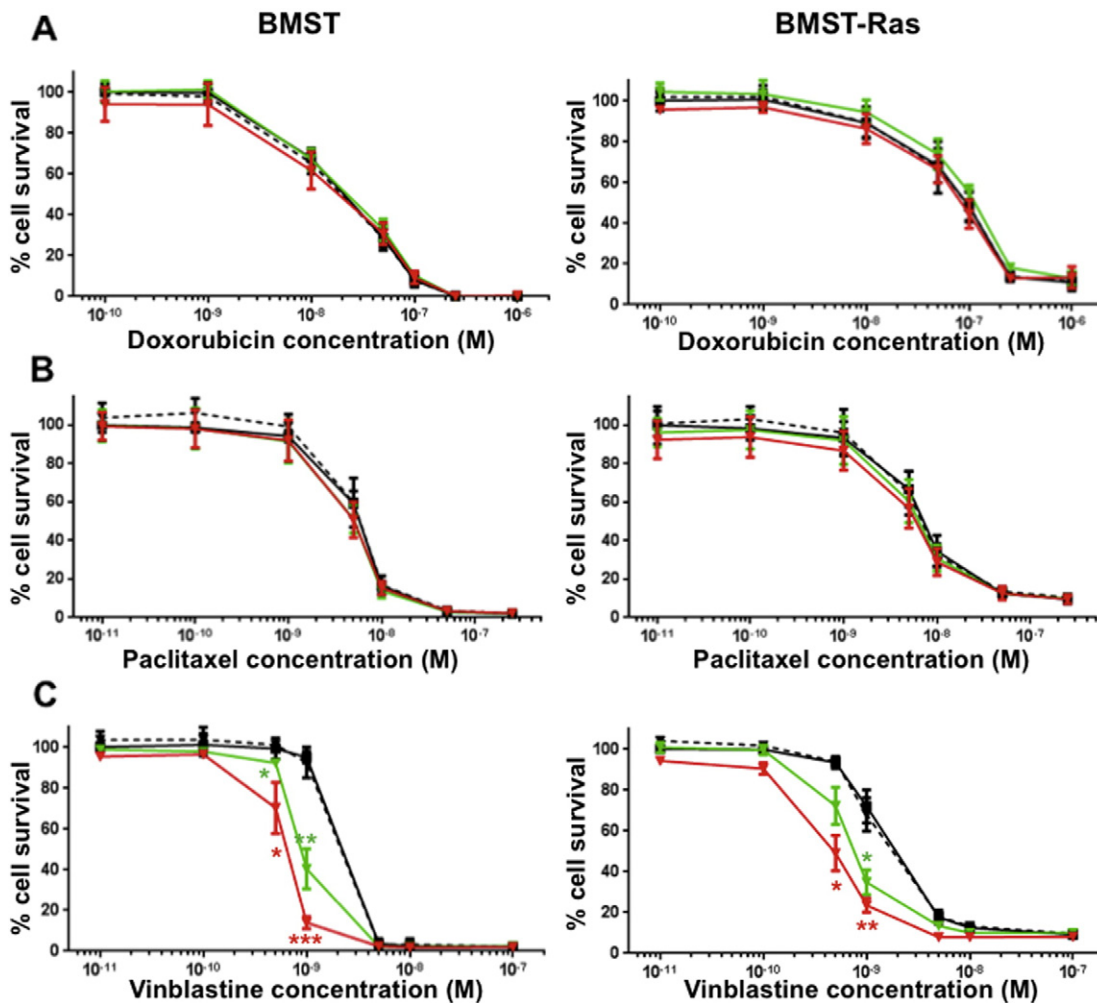 BMST BMST-Ras
A
% cell survival
100
80
60
40
20
0
10-10 10-9 10-8 10-7 10-6
Doxorubicin concentration (M)
% cell survival
100
80
60
40
20
0
10-10 10-9 10-8 10-7 10-6
Doxorubicin concentration (M)
B
% cell survival
100
80
60
40
20
0
10-11 10-10 10-9 10-8 10-7
Paclitaxel concentration (M)
% cell survival
100
80
60
40
20
0
10-11 10-10 10-9 10-8 10-7
Paclitaxel concentration (M)
C
% cell survival
100
80
60
40
20
0
*
**
*
***
10-11 10-10 10-9 10-8 10-7
Vinblastine concentration (M)
% cell survival
100
80
60
40
20
0
*
*
**
10-11 10-10 10-9 10-8 10-7
Vinblastine concentration (M)